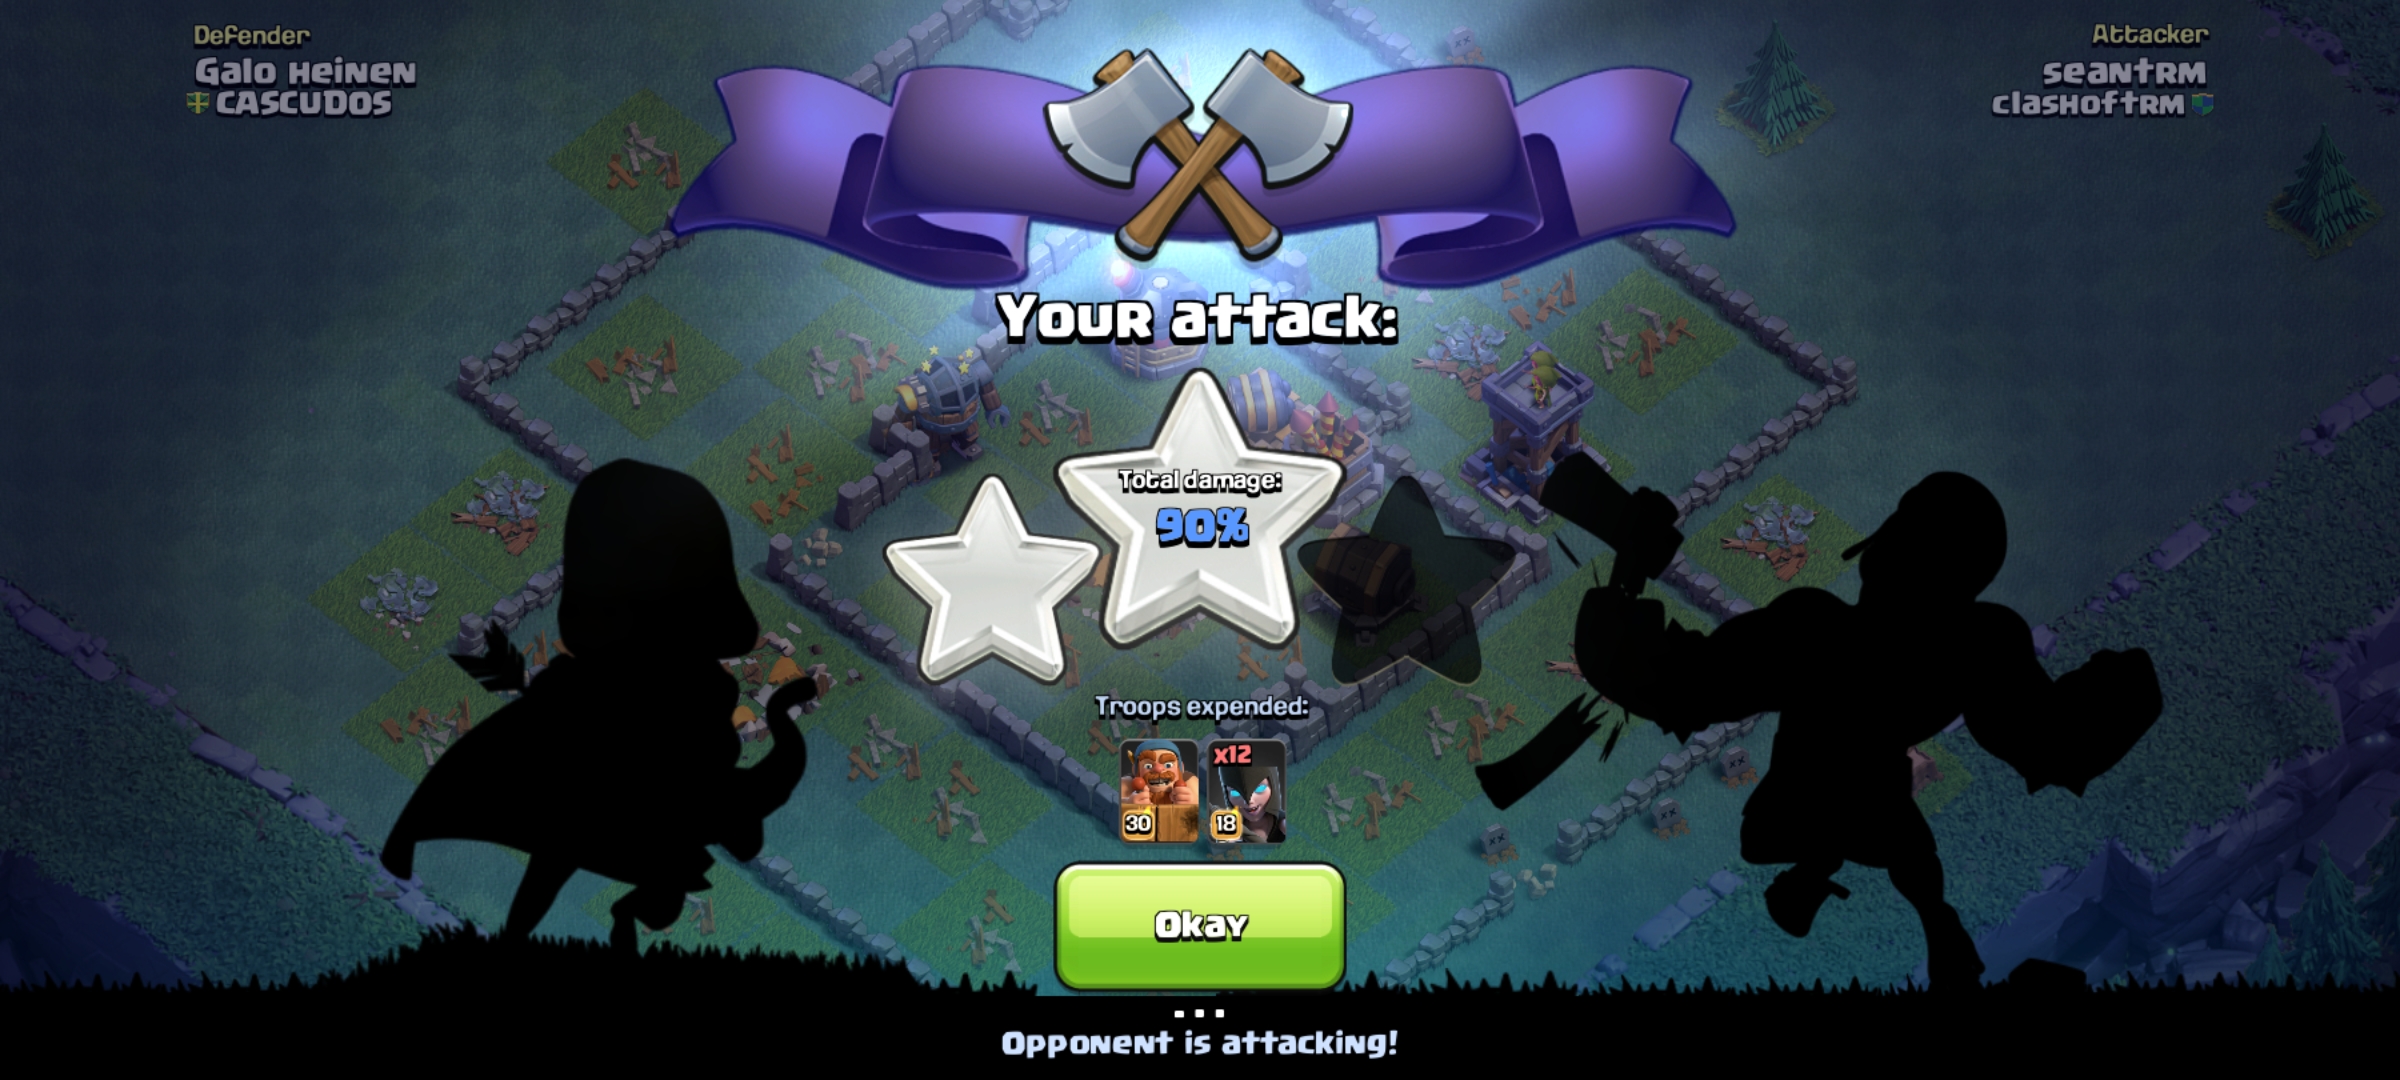 Defender
Galo Heinen
CASCUDOS
Attacker
seantRM
clashoftRM
Your attack:
Total damage:
90%
Troops expended:
x12
30
18
Okay
...
Opponent is attacking!